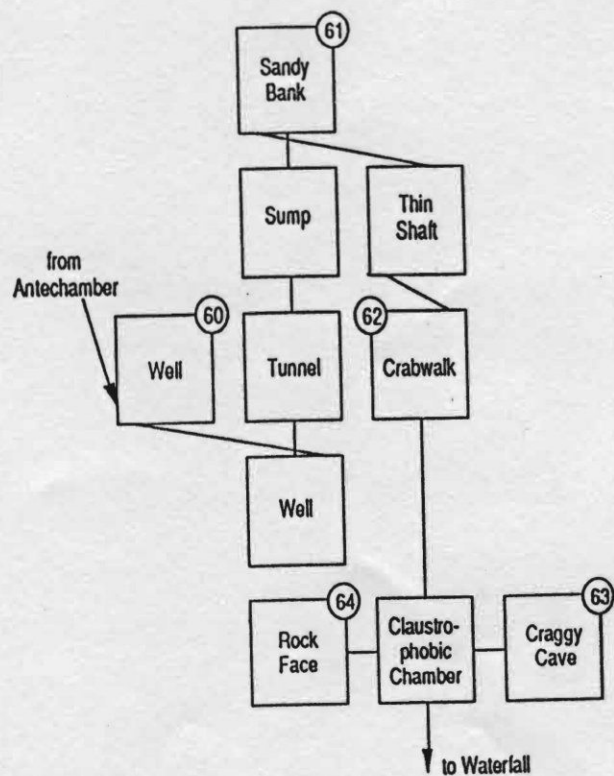 61
Sandy
Bank
Sump
Thin
Shaft
from
Antechamber
60
Well
Tunnel
62
Crabwalk
Well
64
Rock
Face
Claustro-
phobic
Chamber
63
Craggy
Cave
to Waterfall